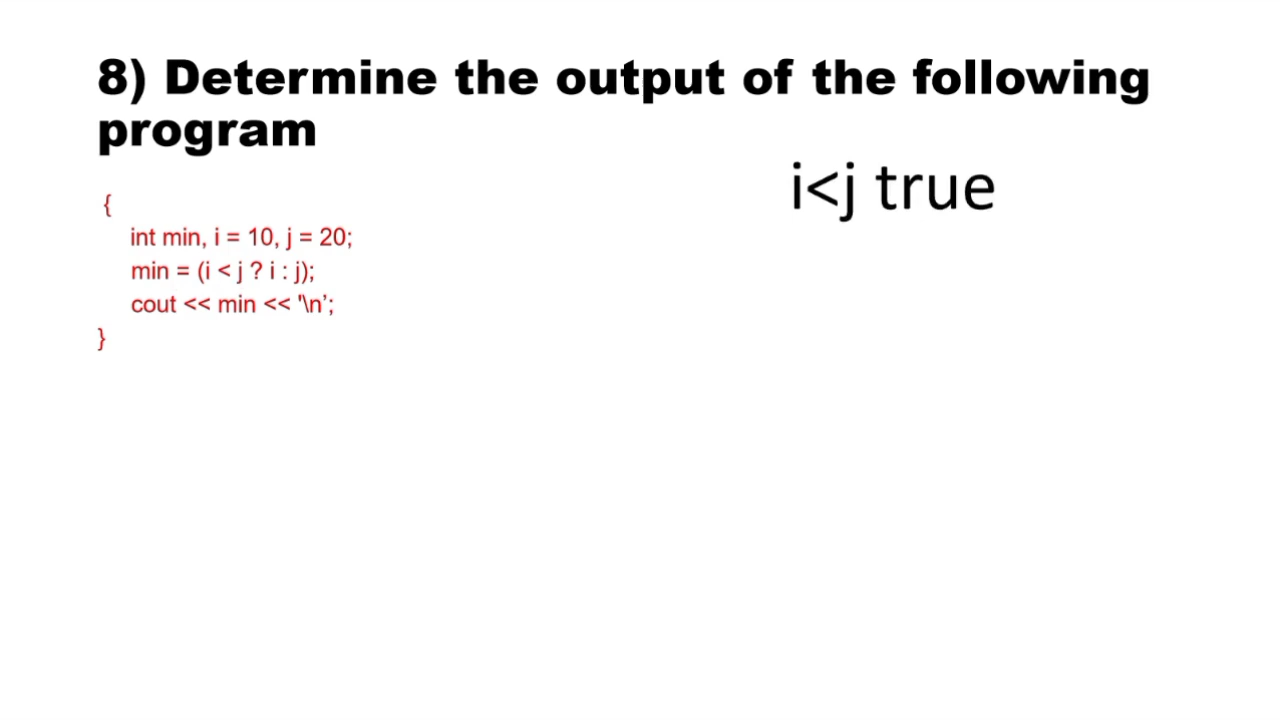 8) Determine the output of the following
program
i<j true
{
int min, i = 10, j = 20;
min = (i < j ? i : j);
cout << min << '\n’;
}